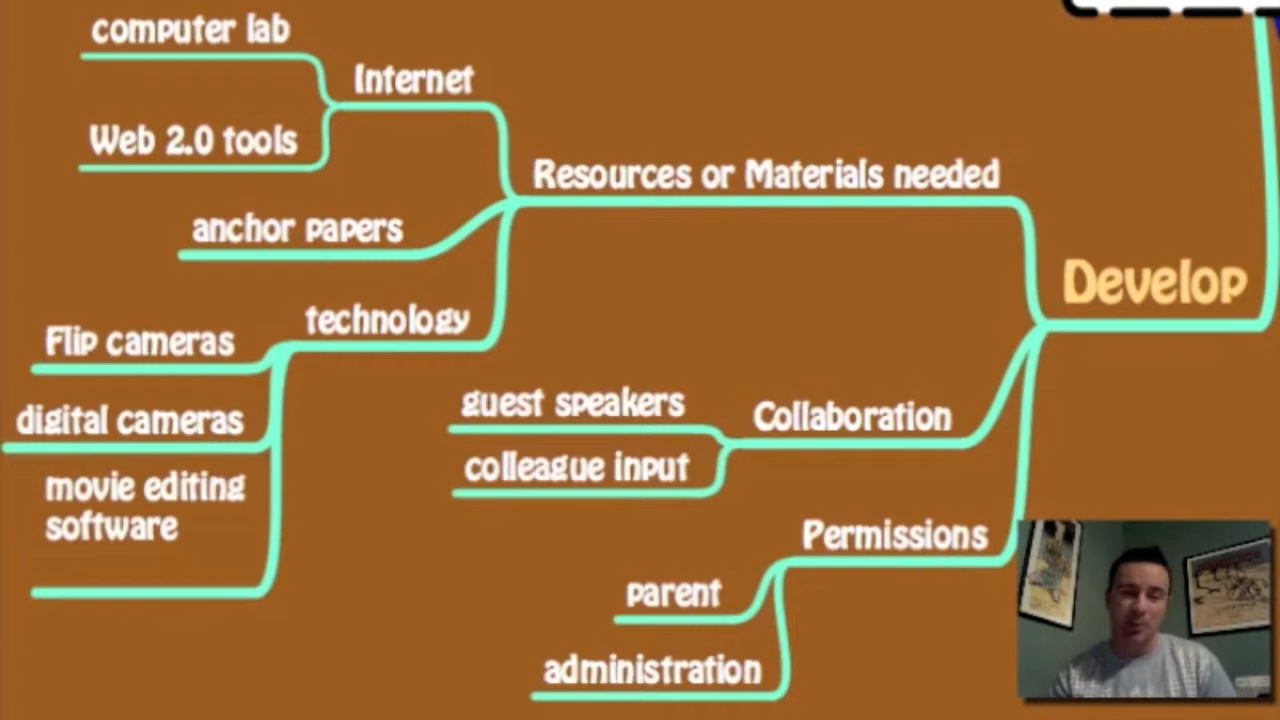 computer lab
Internet
Web 2.0 tools
Resources or Materials needed
anchor papers
Develop
technology
Flip cameras
guest speakers
Collaboration
digital cameras
colleague input
movie editing
software
Permissions
parent
administration